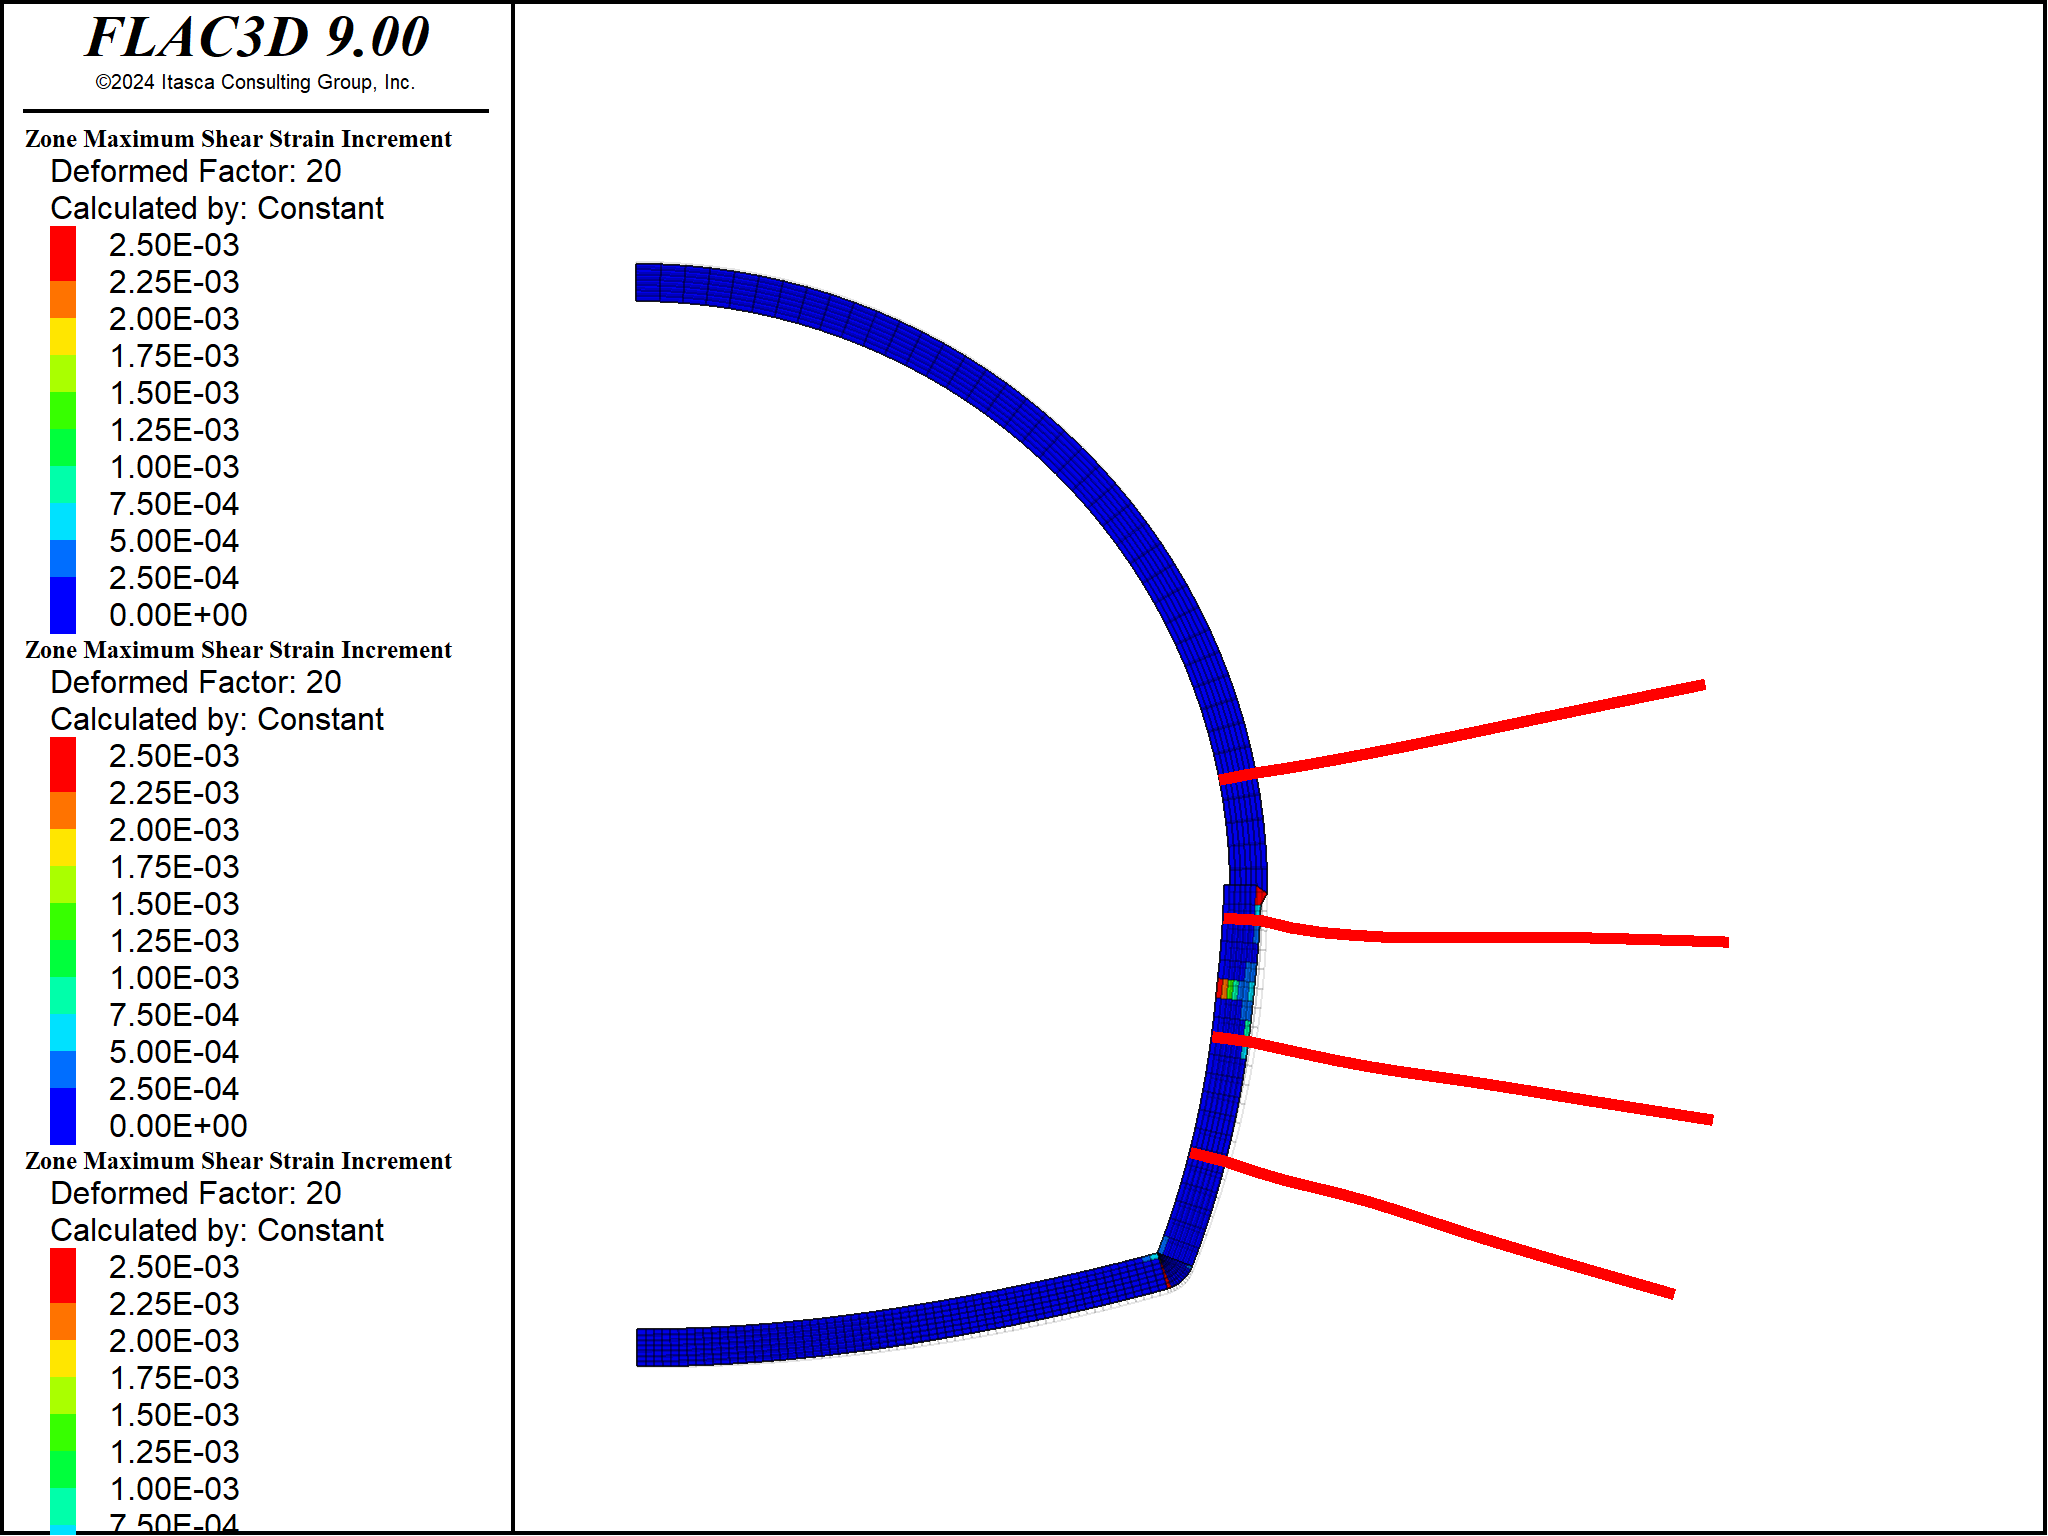 FLAC3D 9.00
©2024 Itasca Consulting Group, Inc.
Zone Maximum Shear Strain Increment
Deformed Factor: 20
Calculated by: Constant
2.50E-03
2.25E-03
2.00E-03
1.75E-03
1.50E-03
1.25E-03
1.00E-03
7.50E-04
5.00E-04
2.50E-04
0.00E+00
Zone Maximum Shear Strain Increment
Deformed Factor: 20
Calculated by: Constant
2.50E-03
2.25E-03
2.00E-03
1.75E-03
1.50E-03
1.25E-03
1.00E-03
7.50E-04
5.00E-04
2.50E-04
0.00E+00
Zone Maximum Shear Strain Increment
Deformed Factor: 20
Calculated by: Constant
2.50E-03
2.25E-03
2.00E-03
1.75E-03
1.50E-03
1.25E-03
1.00E-03
7.50E-04